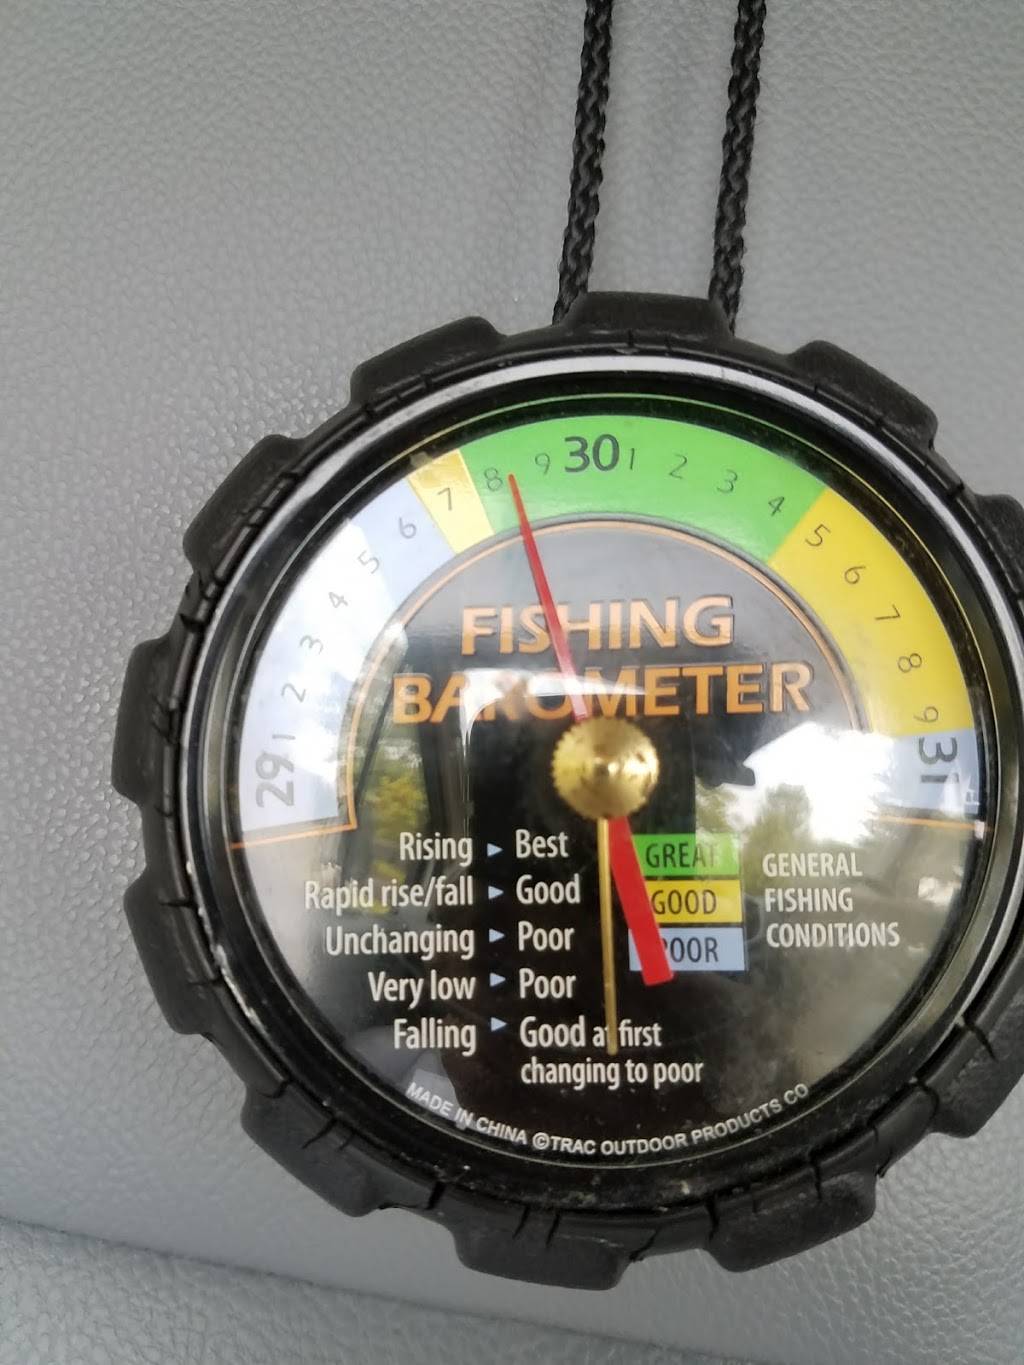 29 1 2 3 4 5 6 7 8 9 30 1 2 3 4 5 6 7 8 9 31
FISHING
BAROMETER
Rising ► Best
Rapid rise/fall ► Good
Unchanging ► Poor
Very low ► Poor
Falling ► Good at first
changing to poor
GREAT
GOOD
POOR
GENERAL
FISHING
CONDITIONS
MADE IN CHINA ©TRAC OUTDOOR PRODUCTS CO